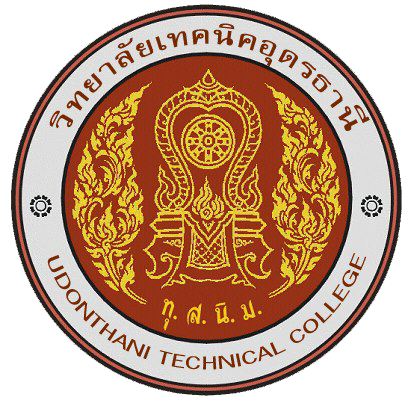 วิทยาลัยเทคนิคอุดรธานี
ทุ. ส. นิ. ม.
UDONTHANI TECHNICAL COLLEGE